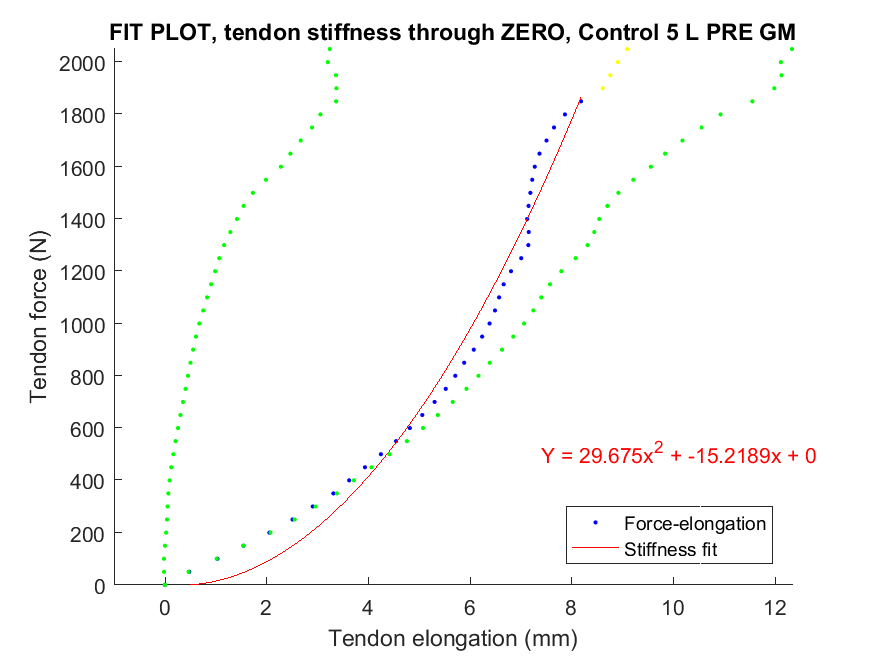 FIT PLOT, tendon stiffness through ZERO, Control 5 L PRE GM
2000
1800
1600
1400
1200
1000
800
600
400
200
0
Tendon force (N)
Y = 29.675x² + -15.2189x + 0
Force-elongation
Stiffness fit
0 2 4 6 8 10 12
Tendon elongation (mm)